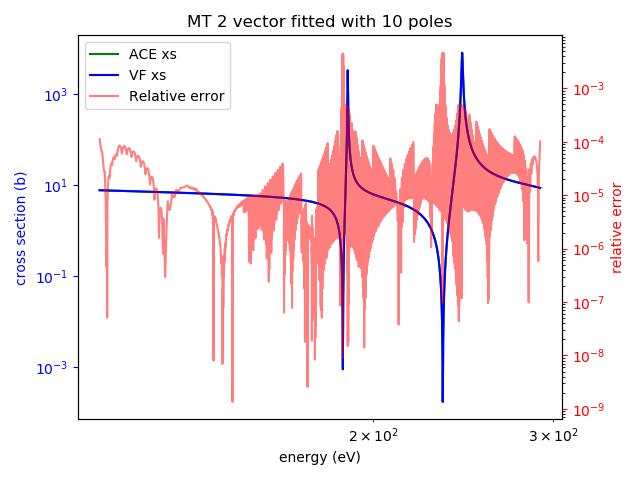 MT 2 vector fitted with 10 poles
ACE xs
VF xs
Relative error
cross section (b)
10³
10¹
10⁻¹
10⁻³
relative error
10⁻³
10⁻⁴
10⁻⁵
10⁻⁶
10⁻⁷
10⁻⁸
10⁻⁹
2 × 10²
3 × 10²
energy (eV)